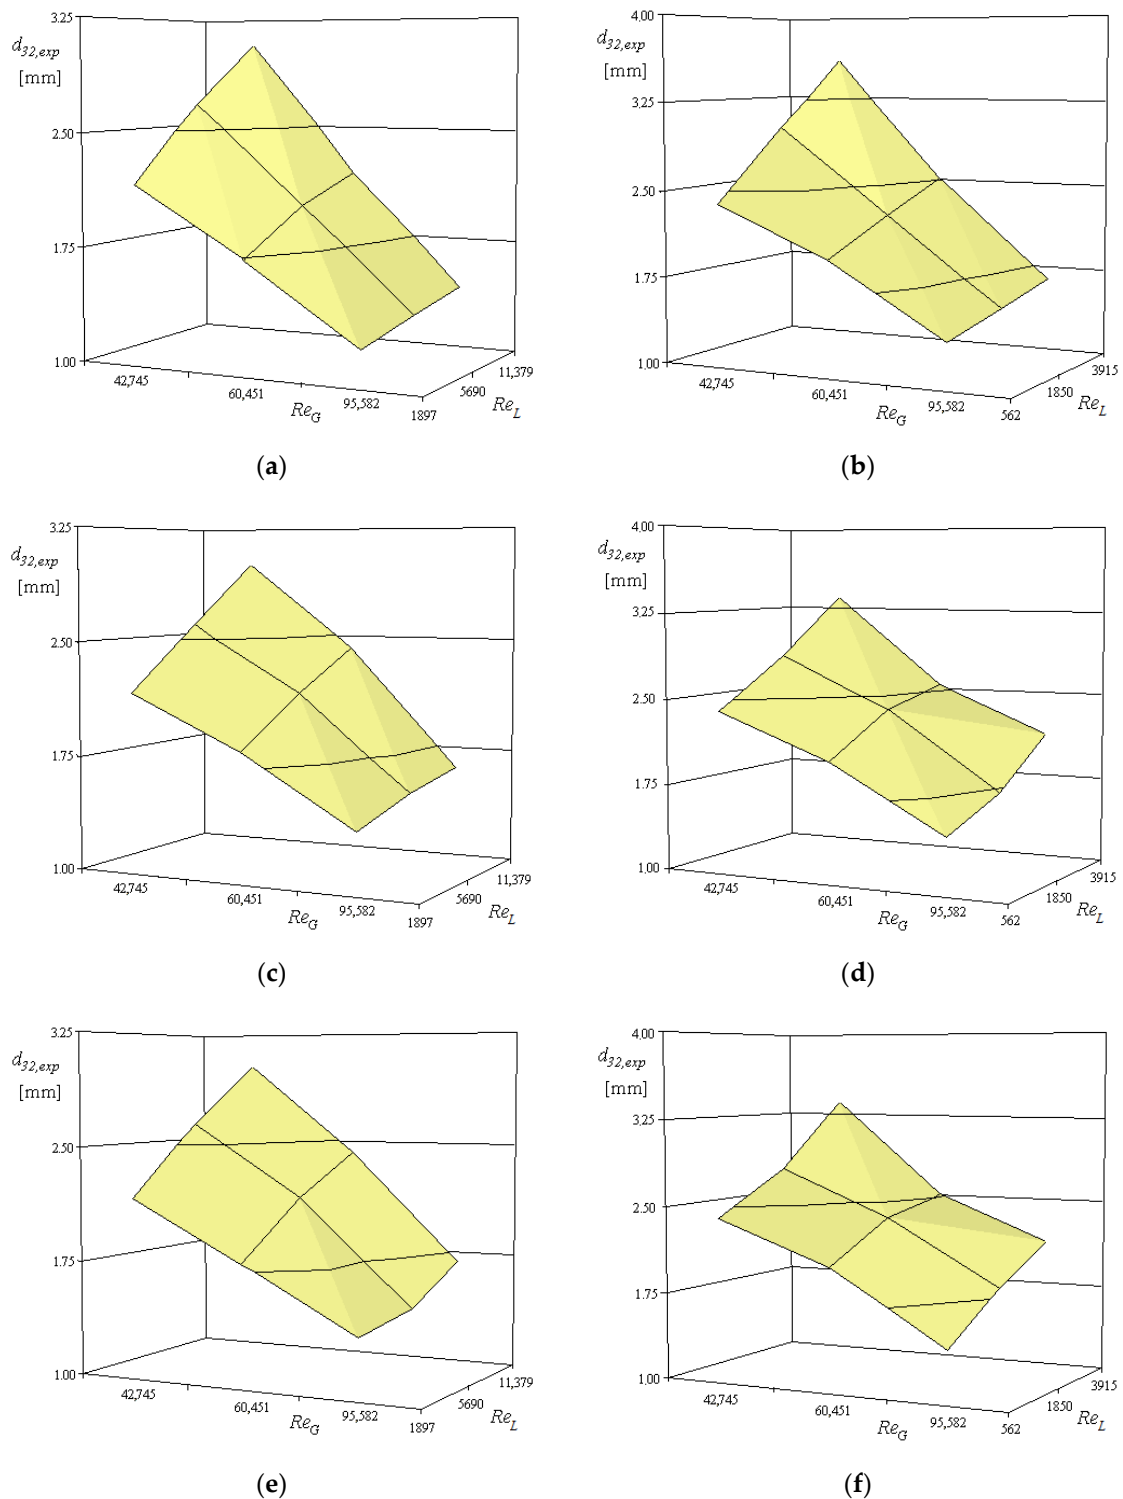 3.25
d32,exp
[mm]
2.50
1.75
1.00
42,745
60,451
95,582
1897
5690
11,379
ReG
ReL
(a)
4.00
d32,exp
[mm]
3.25
2.50
1.75
1.00
42,745
60,451
95,582
562
1850
3915
ReG
ReL
(b)
3.25
d32,exp
[mm]
2.50
1.75
1.00
42,745
60,451
95,582
1897
5690
11,379
ReG
ReL
(c)
4.00
d32,exp
[mm]
3.25
2.50
1.75
1.00
42,745
60,451
95,582
562
1850
3915
ReG
ReL
(d)
3.25
d32,exp
[mm]
2.50
1.75
1.00
42,745
60,451
95,582
1897
5690
11,379
ReG
ReL
(e)
4.00
d32,exp
[mm]
3.25
2.50
1.75
1.00
42,745
60,451
95,582
562
1850
3915
ReG
ReL
(f)